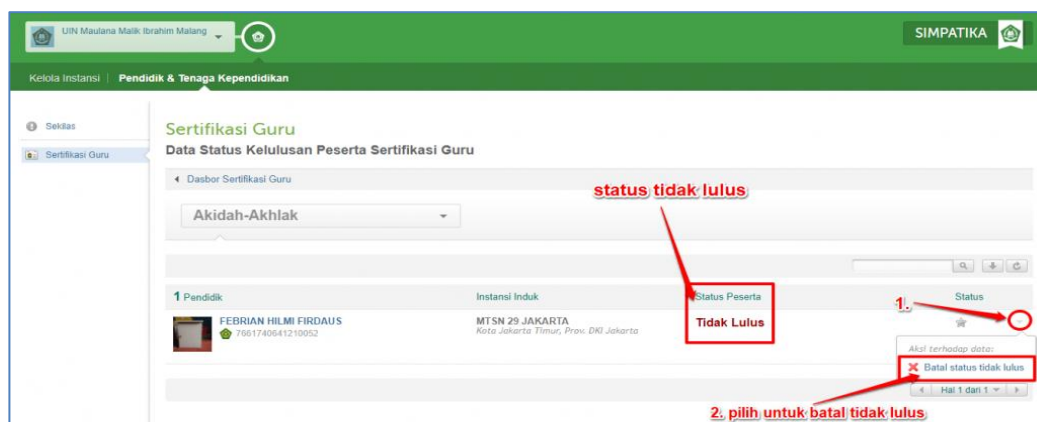 UIN Maulana Malik Ibrahim Malang
SIMPATIKA
Kelola Instansi | Pendidik & Tenaga Kependidikan
Sekilas
Sertifikasi Guru
Sertifikasi Guru
Data Status Kelulusan Peserta Sertifikasi Guru
Dasbor Sertifikasi Guru
status tidak lulus
Akidah-Akhlak
1 Pendidik
Instansi Induk
Status Peserta
Status
1.
FEBRIAN HILMI FIRDAUS
7661740641210052
MTSN 29 JAKARTA
Kota Jakarta Timur, Prov. DKI Jakarta
Tidak Lulus
Aksi terhadap data:
Batal status tidak lulus
Hal 1 dari 1
2. pilih untuk batal tidak lulus